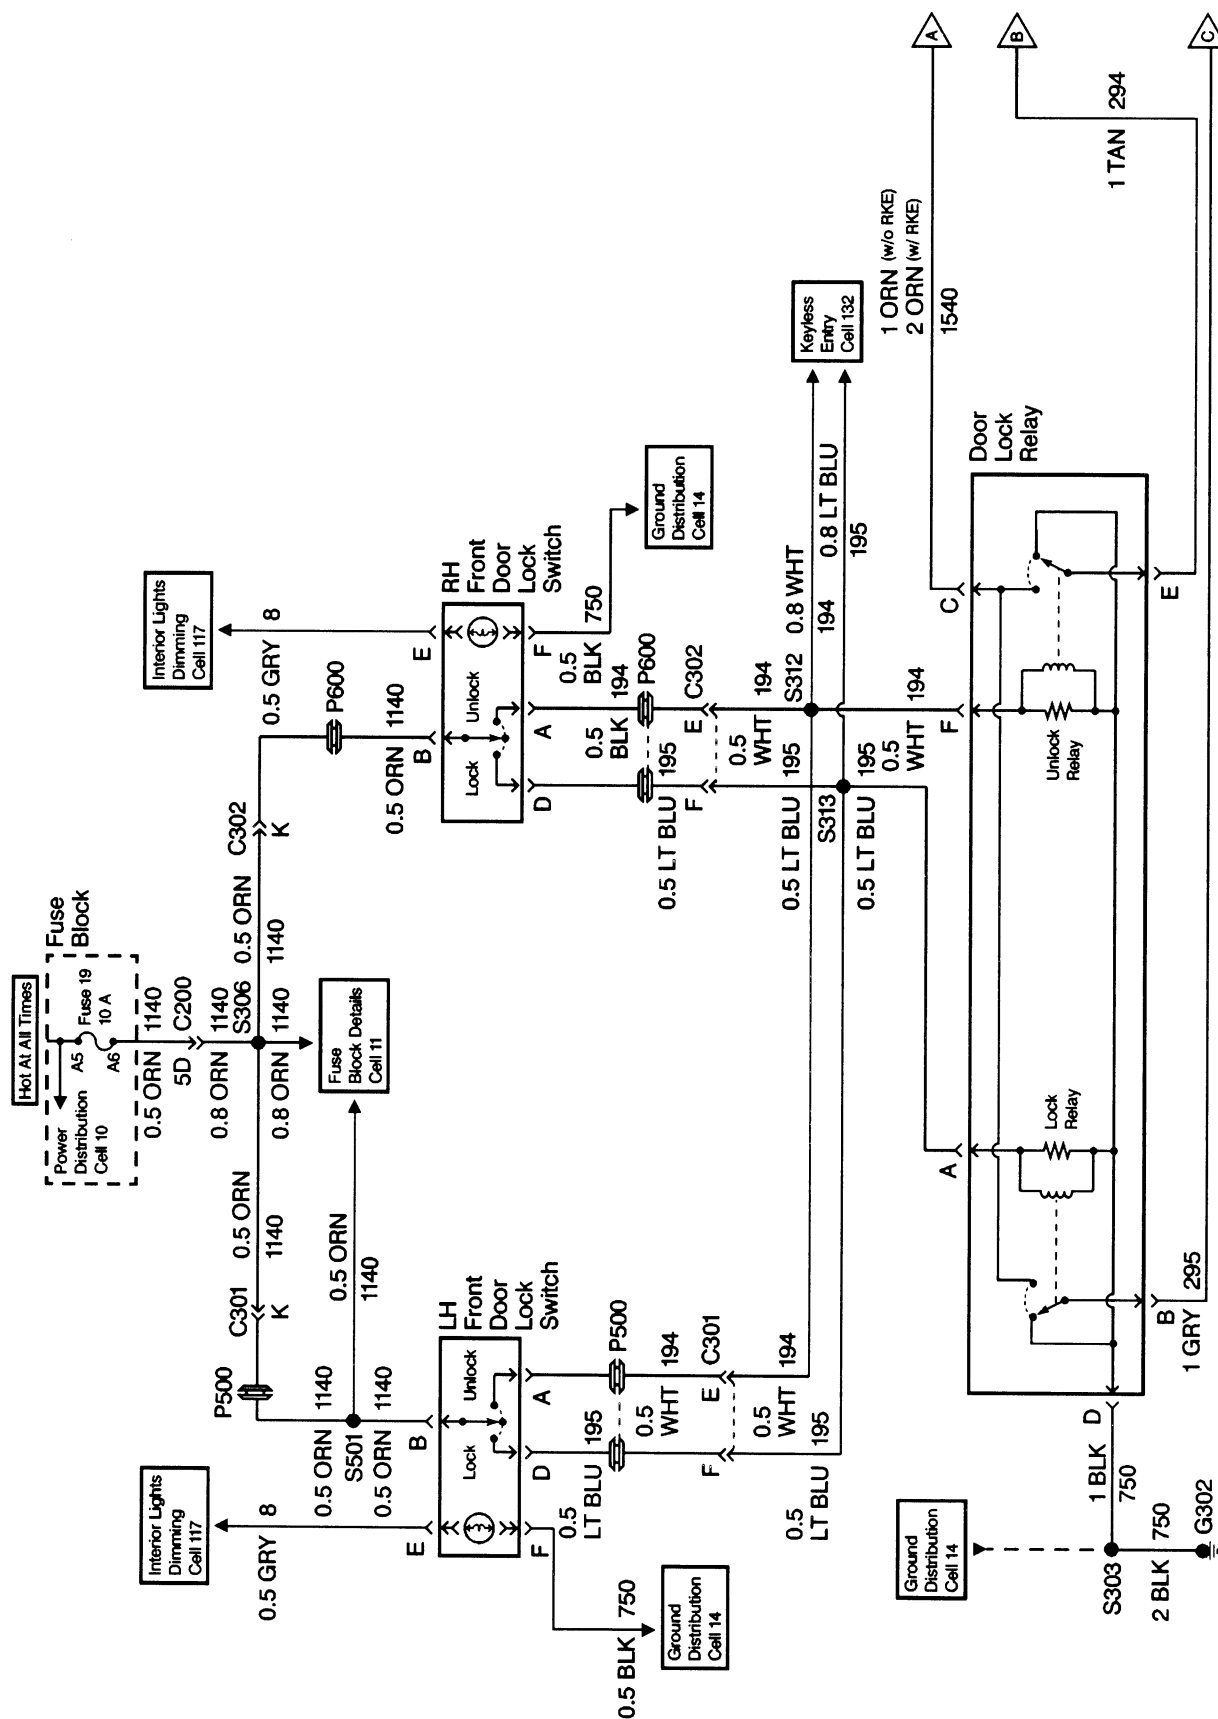 Hot At All Times
Fuse
Block
Power
Distribution
Cell 10
A5
Fuse 19
10 A
A6
0.5 ORN
1140
5D
C200
0.8 ORN
1140
S306
0.8 ORN
1140
Fuse
Block Details
Cell 11
0.5 ORN
1140
C301
K
P500
0.5 ORN
1140
C302
K
P600
0.5 ORN
1140
0.5 ORN
1140
S501
0.5 ORN
1140
0.5 ORN
1140
Interior Lights
Dimming
Cell 117
0.5 GRY
8
E
B
LH
Front
Door
Lock
Switch
Lock
Unlock
F
D
A
0.5 BLK
750
Ground
Distribution
Cell 14
0.5
LT BLU
195
P500
0.5
WHT
194
F
E
C301
0.5
LT BLU
195
0.5
WHT
194
Interior Lights
Dimming
Cell 117
0.5 GRY
8
B
E
RH
Front
Door
Lock
Switch
Lock
Unlock
D
A
F
0.5
BLK
750
Ground
Distribution
Cell 14
0.5
BLK
194
P600
0.5 LT BLU
195
F
E
C302
0.5
WHT
194
0.5 LT BLU
195
S312
0.8 WHT
194
S313
0.8 LT BLU
195
Keyless
Entry
Cell 132
0.5 LT BLU
195
0.5
WHT
194
1 ORN (w/o RKE)
2 ORN (w/ RKE)
1540
A
F
C
Door
Lock
Relay
Lock
Relay
Unlock
Relay
D
B
E
1 BLK
750
Ground
Distribution
Cell 14
S303
2 BLK
750
G302
1 GRY
295
1 TAN
294
A
B
C